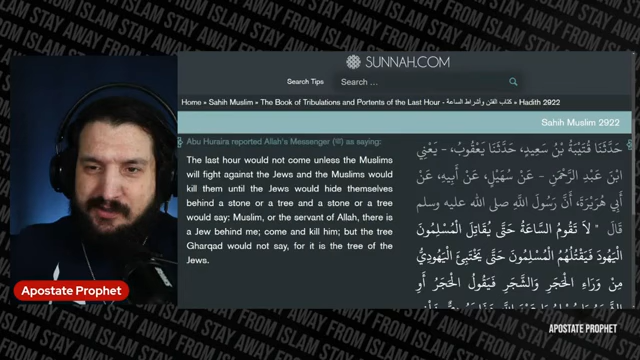 SUNNAH.COM
Search Tips
Search ...
Home » Sahih Muslim » The Book of Tribulations and Portents of the Last Hour - كتاب الفتن وأشراط الساعة » Hadith 2922
Sahih Muslim 2922
Abu Huraira reported Allah's Messenger (ﷺ) as saying:
The last hour would not come unless the Muslims
will fight against the Jews and the Muslims would
kill them until the Jews would hide themselves
behind a stone or a tree and a stone or a tree
would say: Muslim, or the servant of Allah, there is
a Jew behind me; come and kill him; but the tree
Gharqad would not say, for it is the tree of the
Jews.
حَدَّثَنَا قُتَيْبَةُ بْنُ سَعِيدٍ، حَدَّثَنَا يَعْقُوبُ، - يَعْنِي
ابْنَ عَبْدِ الرَّحْمَنِ - عَنْ سُهَيْلٍ، عَنْ أَبِيهِ، عَنْ
أَبِي هُرَيْرَةَ، أَنَّ رَسُولَ اللَّهِ صلى الله عليه وسلم
قَالَ " لاَ تَقُومُ السَّاعَةُ حَتَّى يُقَاتِلَ الْمُسْلِمُونَ
الْيَهُودَ فَيَقْتُلُهُمُ الْمُسْلِمُونَ حَتَّى يَخْتَبِئَ الْيَهُودِيُّ
مِنْ وَرَاءِ الْحَجَرِ وَالشَّجَرِ فَيَقُولُ الْحَجَرُ أَوِ
Apostate Prophet
APOSTATE PROPHET
STAY AWAY FROM ISLAM